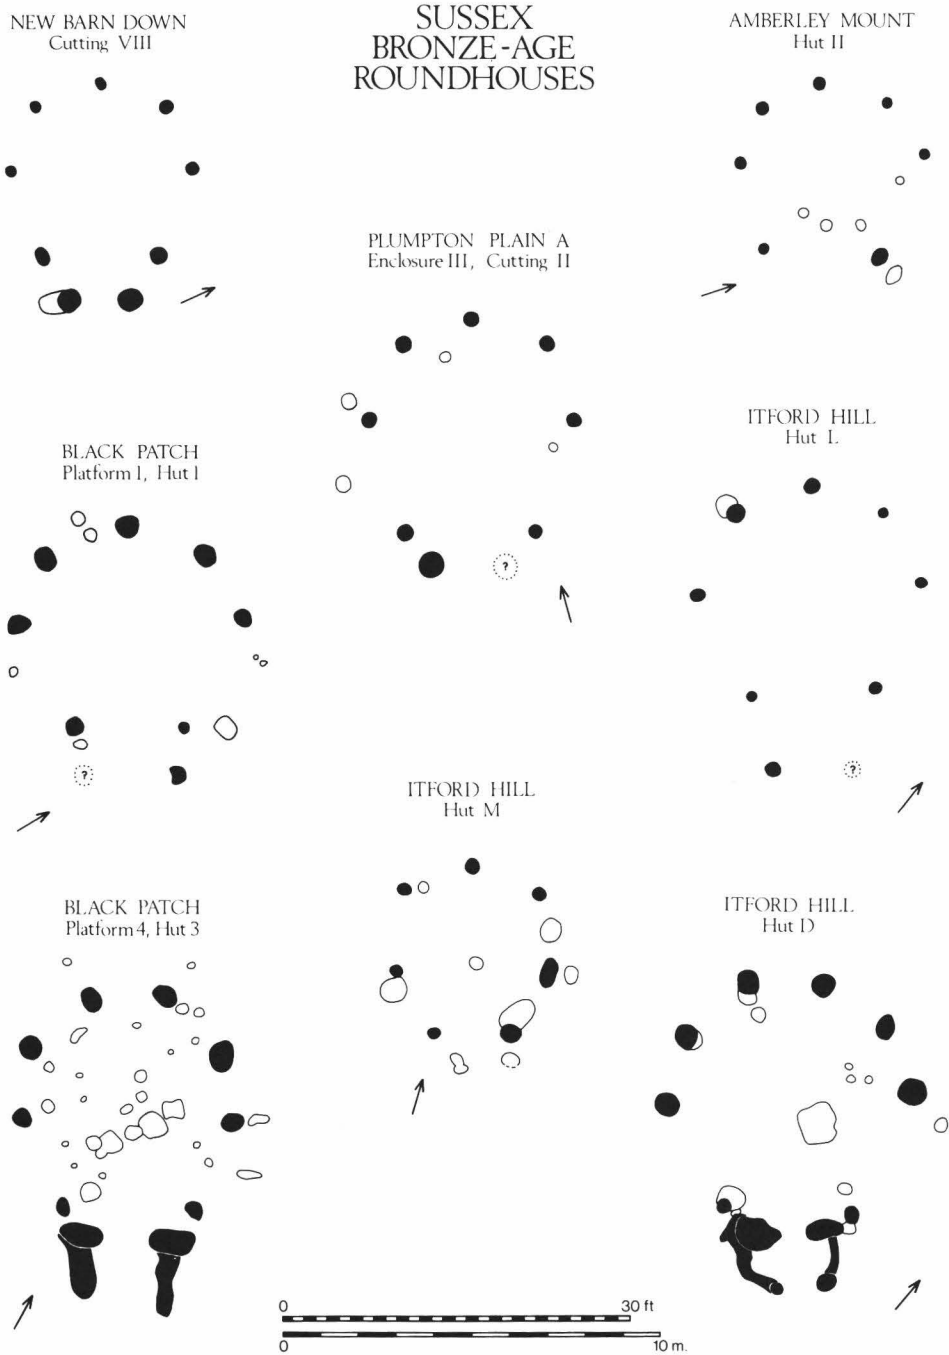 SUSSEX
BRONZE-AGE
ROUNDHOUSES
NEW BARN DOWN
Cutting VIII
AMBERLEY MOUNT
Hut II
PLUMPTON PLAIN A
Enclosure III, Cutting II
?
BLACK PATCH
Platform 1, Hut 1
?
ITFORD HILL
Hut L
?
ITFORD HILL
Hut M
BLACK PATCH
Platform 4, Hut 3
ITFORD HILL
Hut D
0 30 ft
0 10 m.